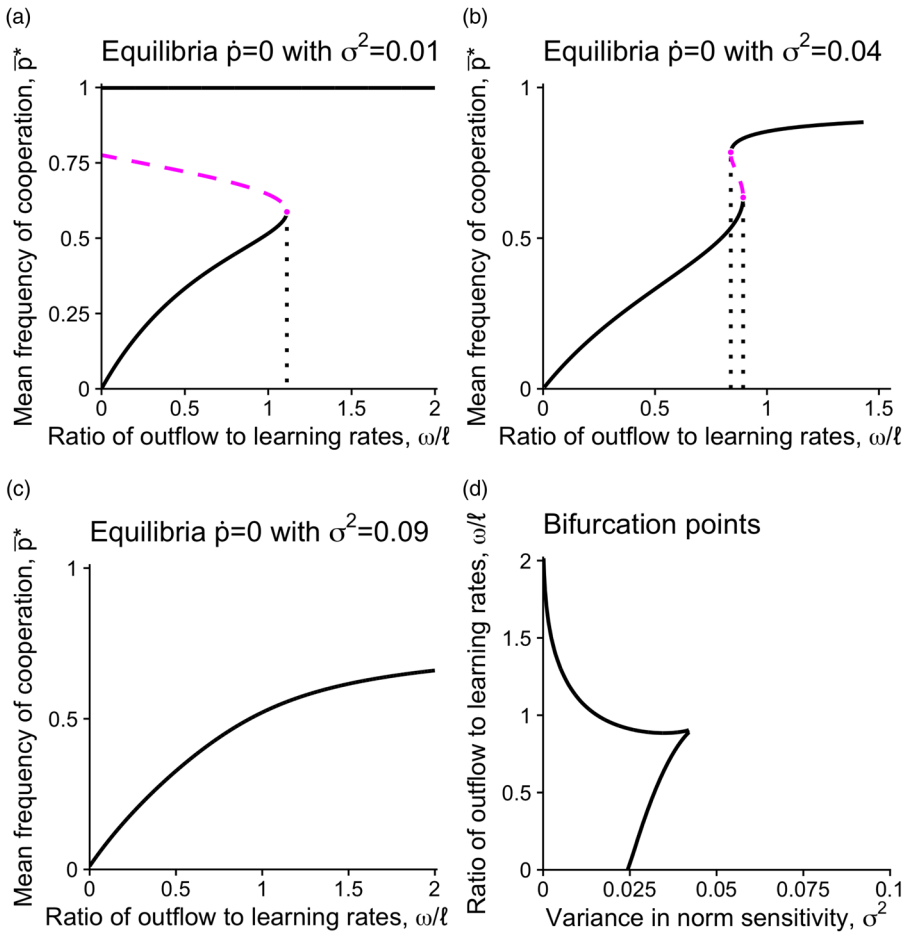 (a)
Equilibria ṗ=0 with σ²=0.01
Mean frequency of cooperation, p̅*
1
0.75
0.5
0.25
0
0
0.5
1
1.5
2
Ratio of outflow to learning rates, ω/ℓ
(b)
Equilibria ṗ=0 with σ²=0.04
Mean frequency of cooperation, p̅*
1
0.5
0
0
0.5
1
1.5
Ratio of outflow to learning rates, ω/ℓ
(c)
Equilibria ṗ=0 with σ²=0.09
Mean frequency of cooperation, p̅*
1
0.5
0
0
0.5
1
1.5
2
Ratio of outflow to learning rates, ω/ℓ
(d)
Bifurcation points
Ratio of outflow to learning rates, ω/ℓ
2
1.5
1
0.5
0
0
0.025
0.05
0.075
0.1
Variance in norm sensitivity, σ²